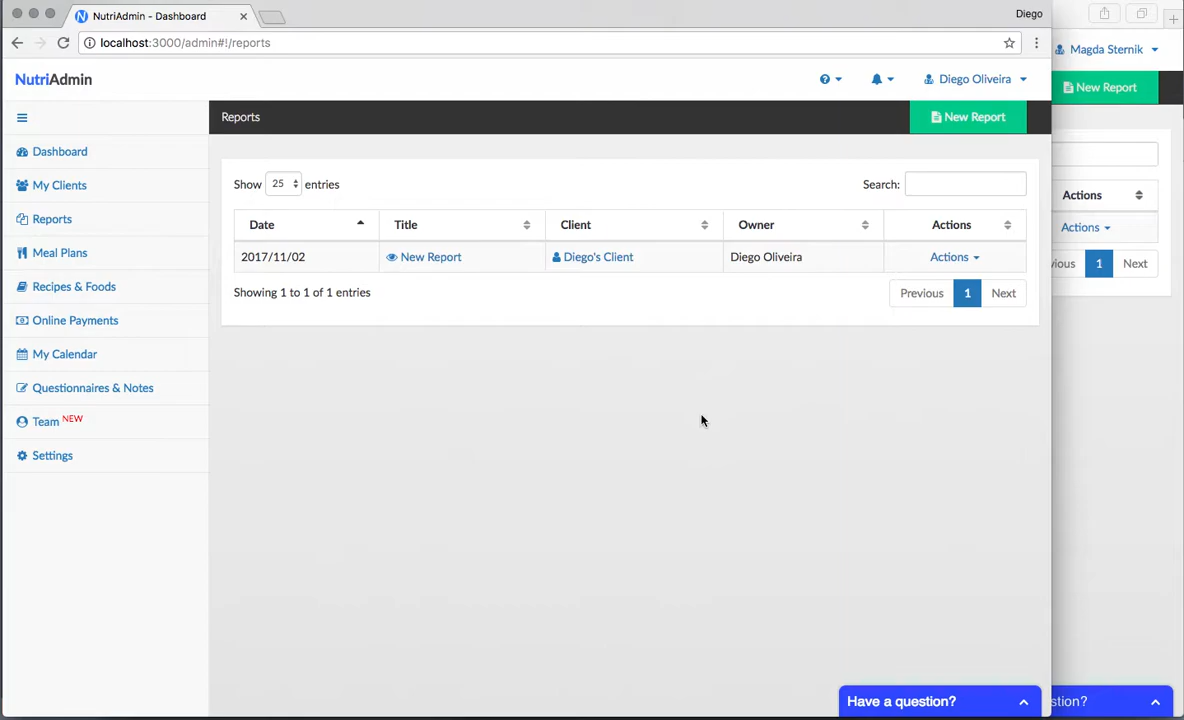 NutriAdmin - Dashboard
Diego
localhost:3000/admin#!/reports
Magda Sternik
NutriAdmin
Diego Oliveira
New Report
Reports
New Report
Dashboard
My Clients
Reports
Meal Plans
Recipes & Foods
Online Payments
My Calendar
Questionnaires & Notes
Team NEW
Settings
Show 25 entries
Search:
Date Title Client Owner Actions
2017/11/02 New Report Diego's Client Diego Oliveira Actions
Showing 1 to 1 of 1 entries
Previous 1 Next
Actions
Actions
vious 1 Next
Have a question?
stion?